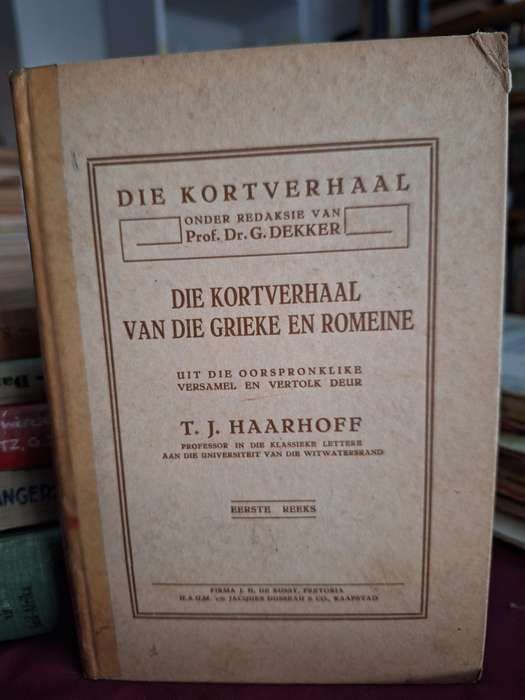 DIE KORTVERHAAL
ONDER REDAKSIE VAN
Prof. Dr. G. DEKKER
DIE KORTVERHAAL
VAN DIE GRIEKE EN ROMEINE
UIT DIE OORSPRONKLIKE
VERSAMEL EN VERTOLK DEUR
T. J. HAARHOFF
PROFESSOR IN DIE KLASSIEKE LETTERE
AAN DIE UNIVERSITEIT VAN DIE WITWATERSRAND
EERSTE REEKS
FIRMA J. H. DE BUSSY, PRETORIA
H.A.U.M. v/h JACQUES DUSSEAU & CO., KAAPSTAD